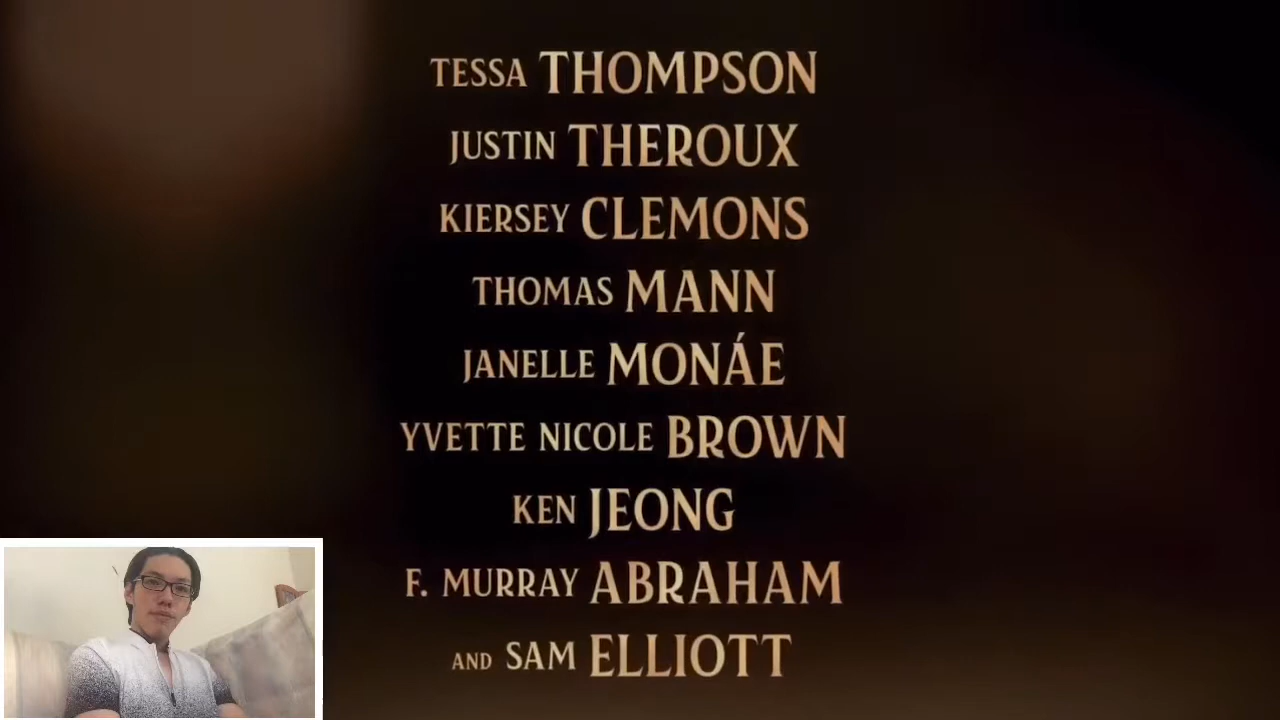 TESSA THOMPSON
JUSTIN THEROUX
KIERSEY CLEMONS
THOMAS MANN
JANELLE MONÁE
YVETTE NICOLE BROWN
KEN JEONG
F. MURRAY ABRAHAM
AND SAM ELLIOTT